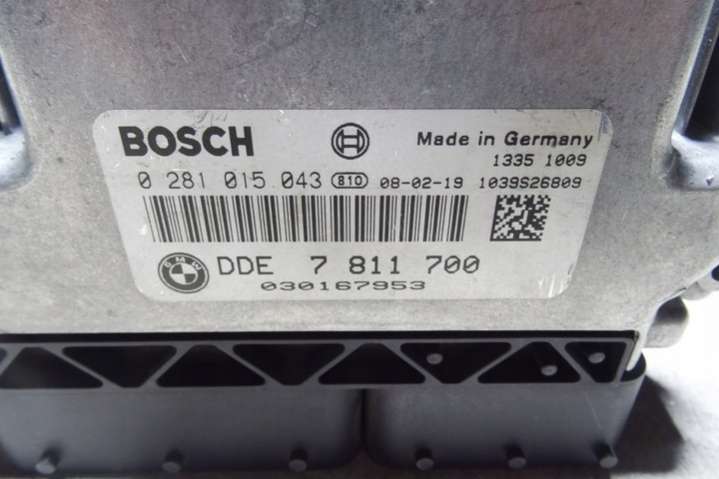 BOSCH
Made in Germany
1335 1009
0 281 015 043 810 08-02-19 1039S26809
BMW
DDE 7 811 700
030167953